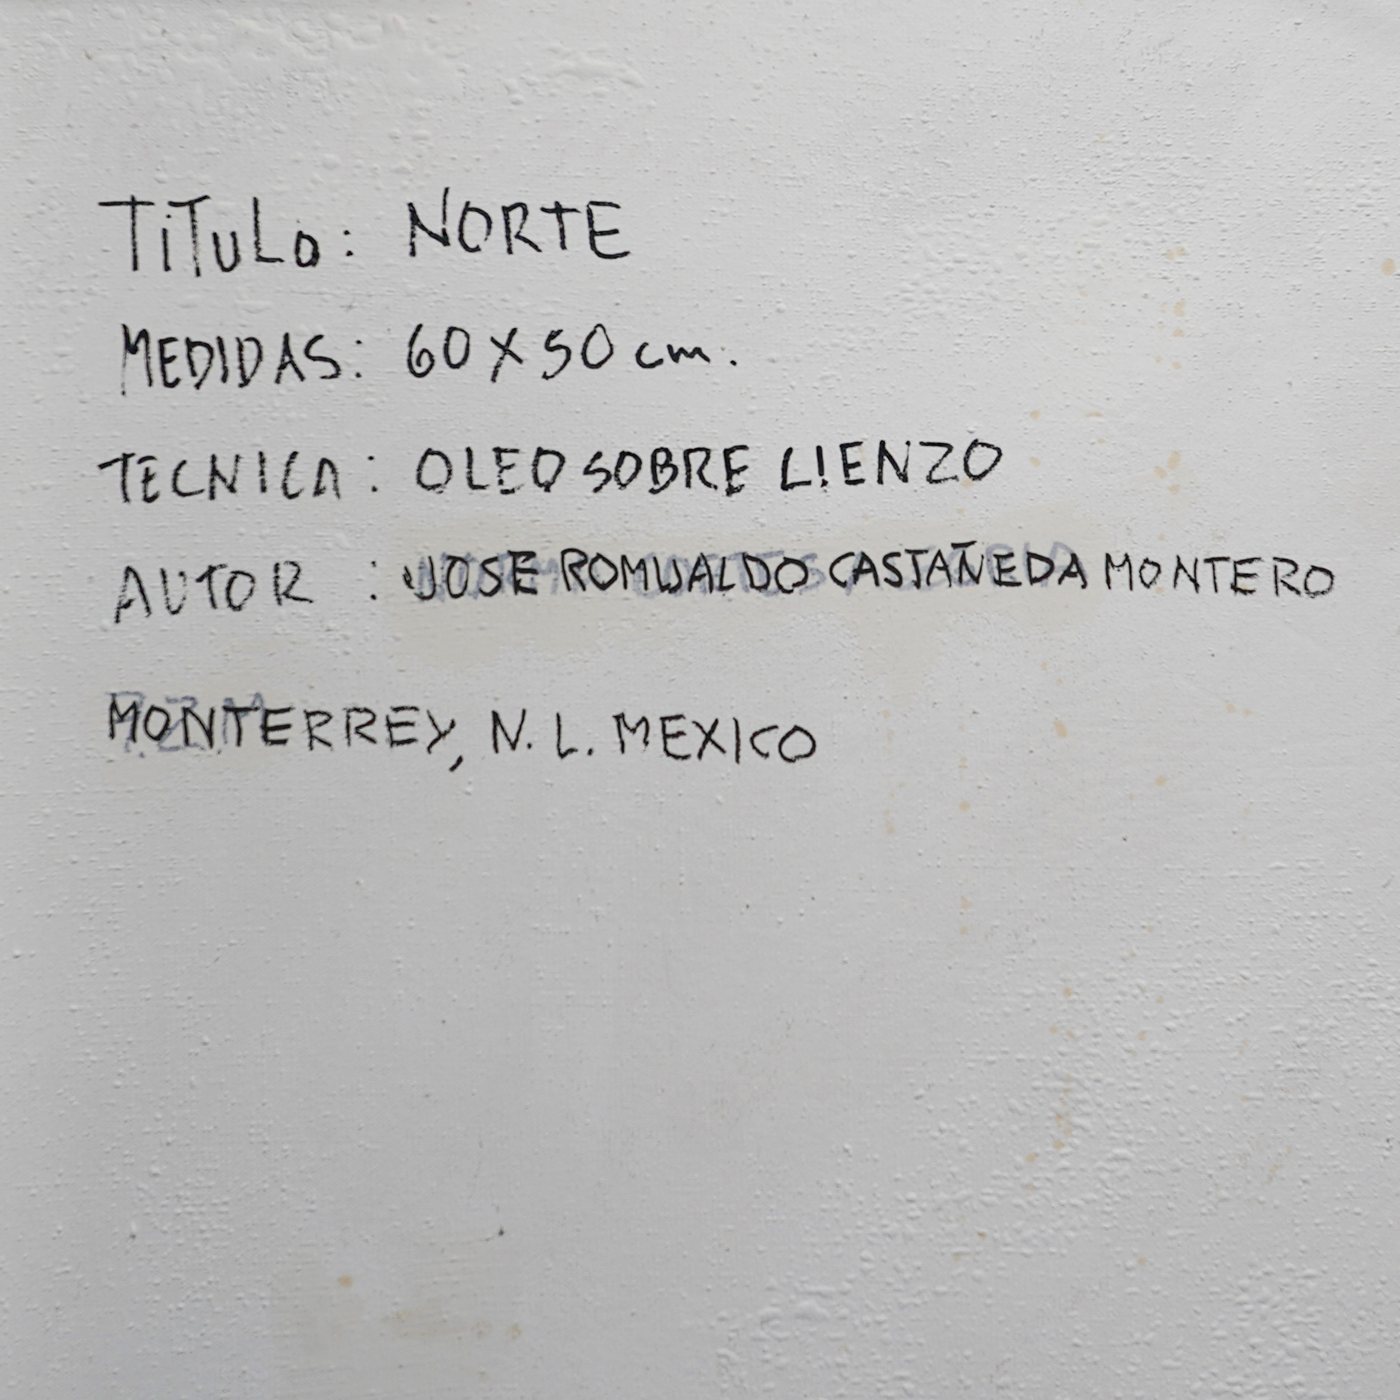 TiTULO: NORTE
MEDIDAS: 60 X 50 cm.
TECNICA: OLEO SOBRE LIENZO
AUTOR : JOSE ROMUALDO CASTAÑEDA MONTERO
MONTERREY, N. L. MEXICO